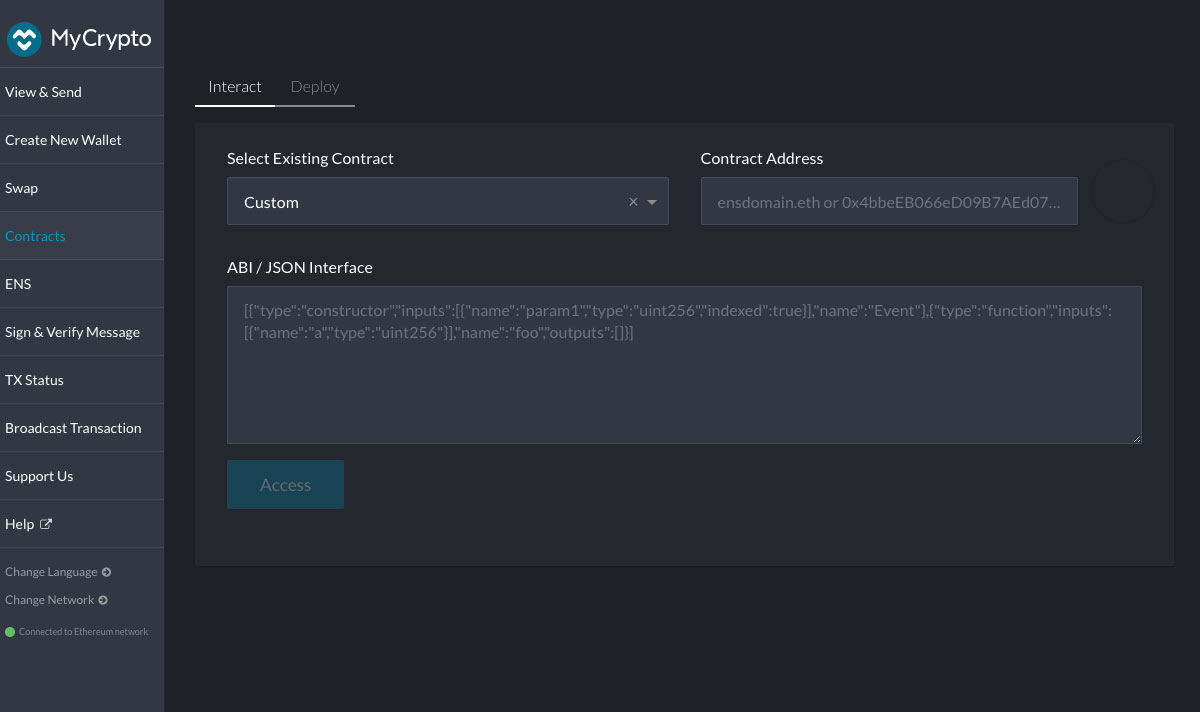 MyCrypto
View & Send
Create New Wallet
Swap
Contracts
ENS
Sign & Verify Message
TX Status
Broadcast Transaction
Support Us
Help
Change Language
Change Network
Connected to Ethereum network
Interact
Deploy
Select Existing Contract
Custom
Contract Address
ensdomain.eth or 0x4bbeEB066eD09B7AEd07...
ABI / JSON Interface
[{"type":"constructor","inputs":[{"name":"param1","type":"uint256","indexed":true}],"name":"Event"},{"type":"function","inputs":
[{"name":"a","type":"uint256"}],"name":"foo","outputs":[]}]
Access